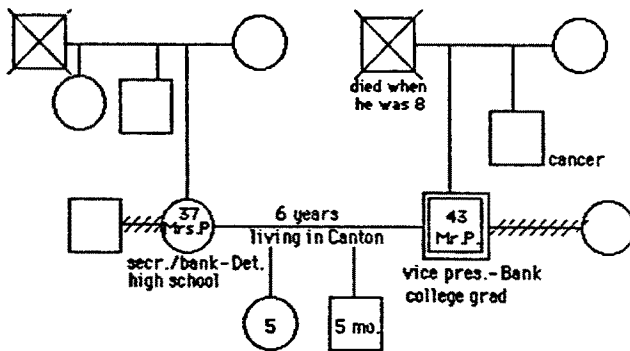 died when
he was 8
cancer
37
Mrs.P
6 years
living in Canton
43
Mr.P.
secr./bank-Det.
high school
vice pres.-Bank
college grad
5
5 mo.